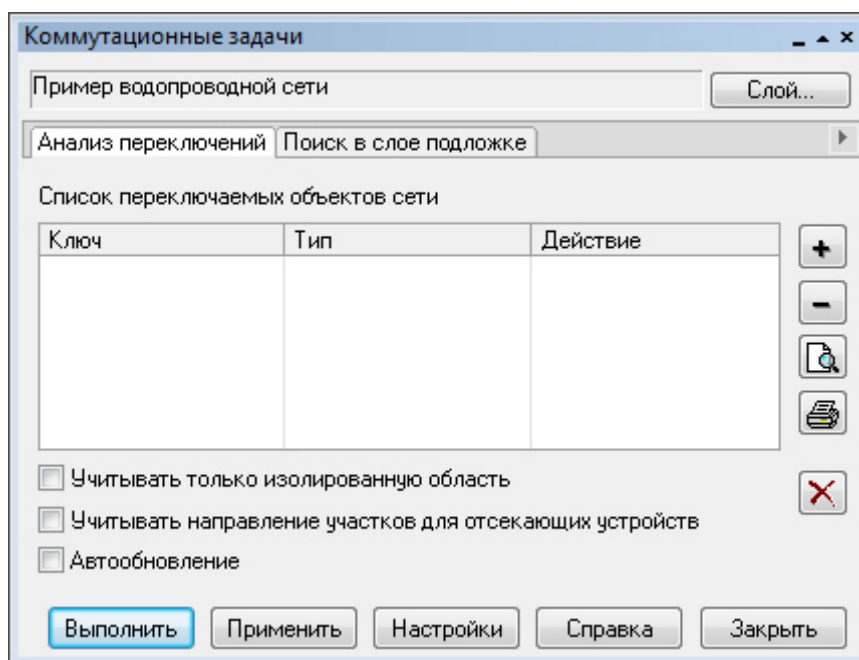 Коммутационные задачи
Пример водопроводной сети Слой...
Анализ переключений Поиск в слое подложке
Список переключаемых объектов сети
Ключ Тип Действие
Учитывать только изолированную область
Учитывать направление участков для отсекающих устройств
Автообновление
Выполнить Применить Настройки Справка Закрыть